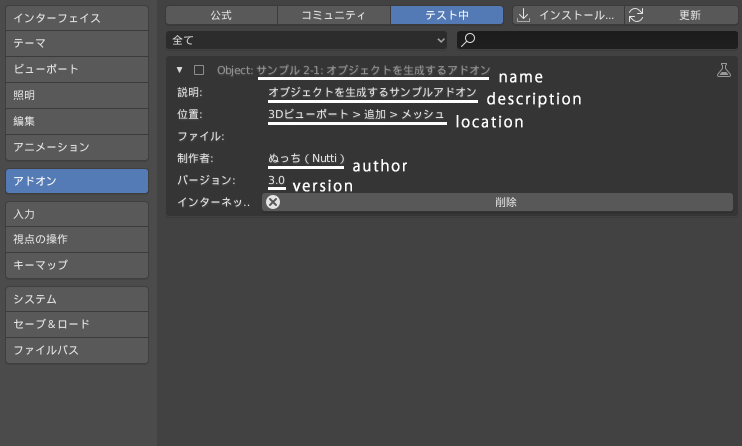 インターフェイス
テーマ
ビューポート
照明
編集
アニメーション
アドオン
入力
視点の操作
キーマップ
システム
セーブ＆ロード
ファイルパス
公式
コミュニティ
テスト中
インストール...
更新
全て
Object: サンプル 2-1: オブジェクトを生成するアドオン
name
説明: オブジェクトを生成するサンプルアドオン
description
位置: 3Dビューポート > 追加 > メッシュ
location
ファイル:
制作者: ぬっち ( Nutti )
author
バージョン: 3.0
version
インターネッ..
削除